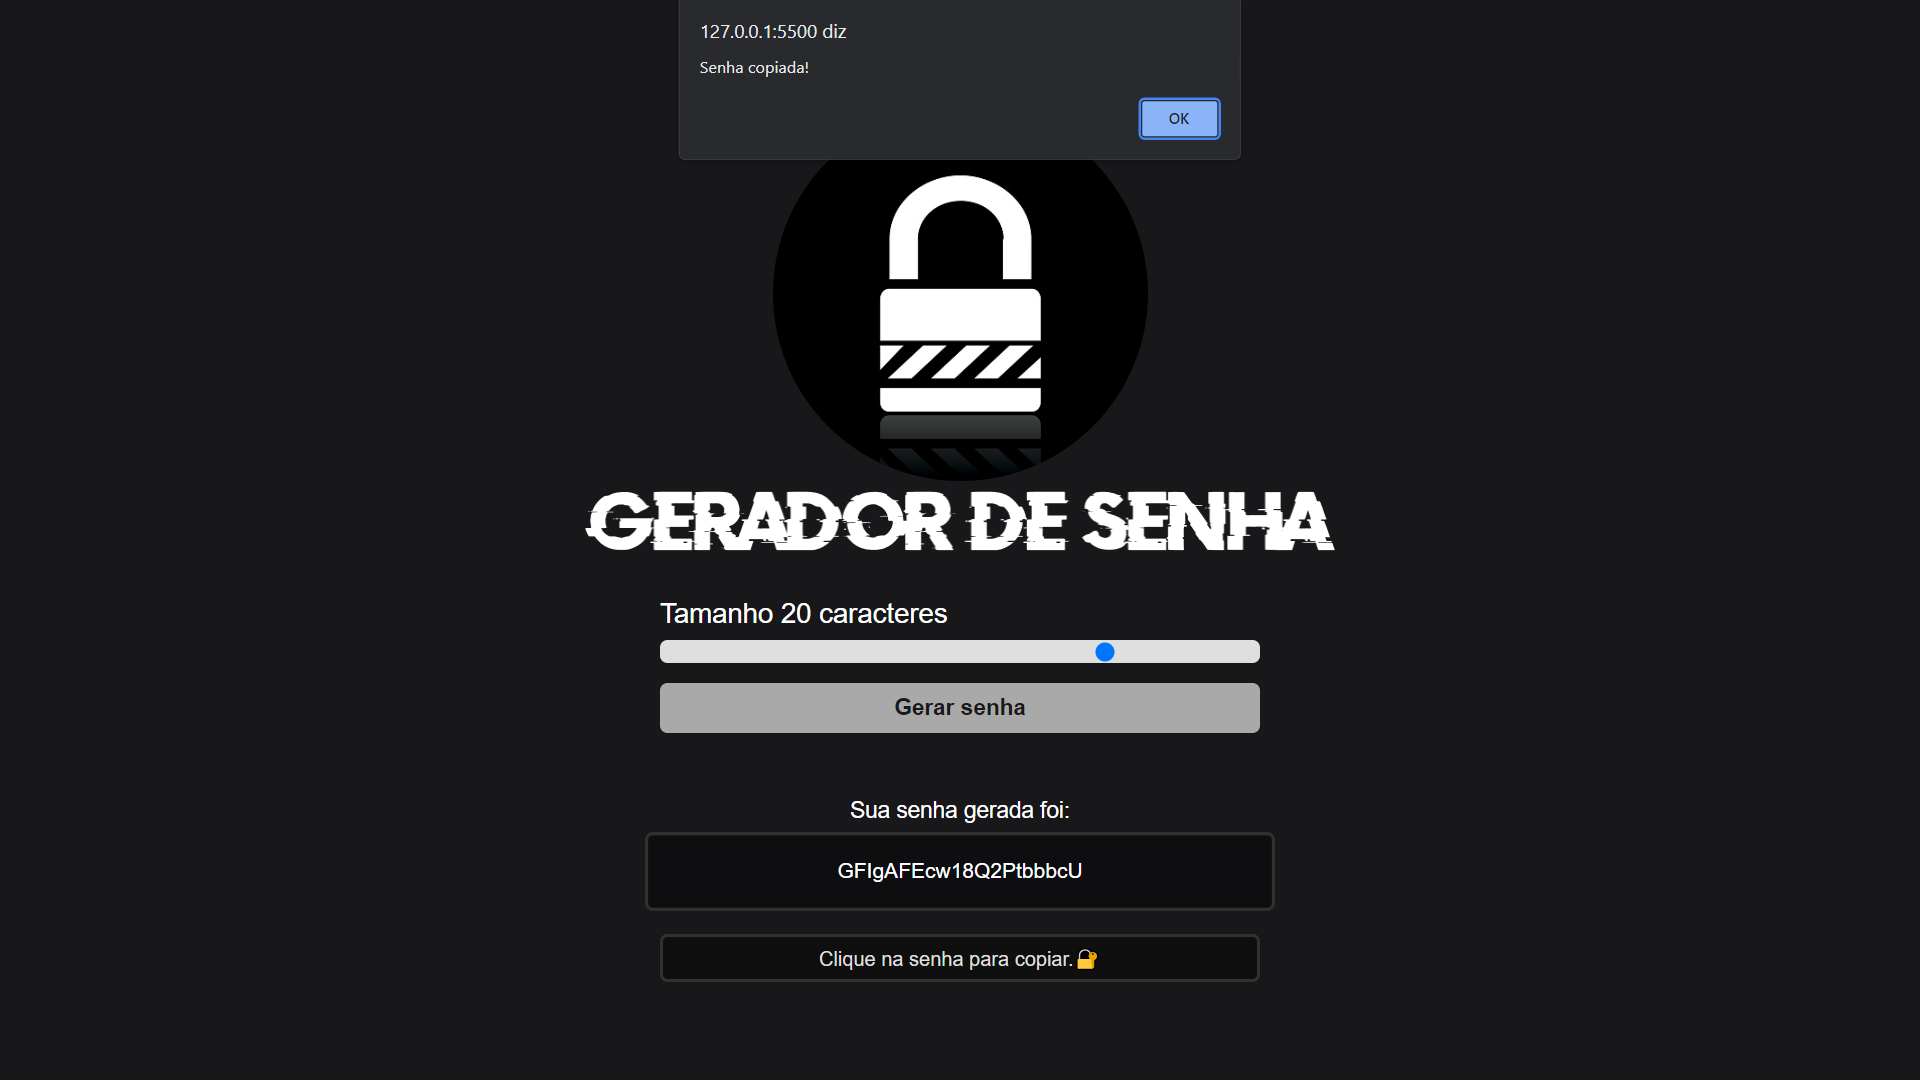 127.0.0.1:5500 diz
Senha copiada!
OK
GERADOR DE SENHA
Tamanho 20 caracteres
Gerar senha
Sua senha gerada foi:
GFIgAFEcw18Q2PtbbbcU
Clique na senha para copiar.🔐